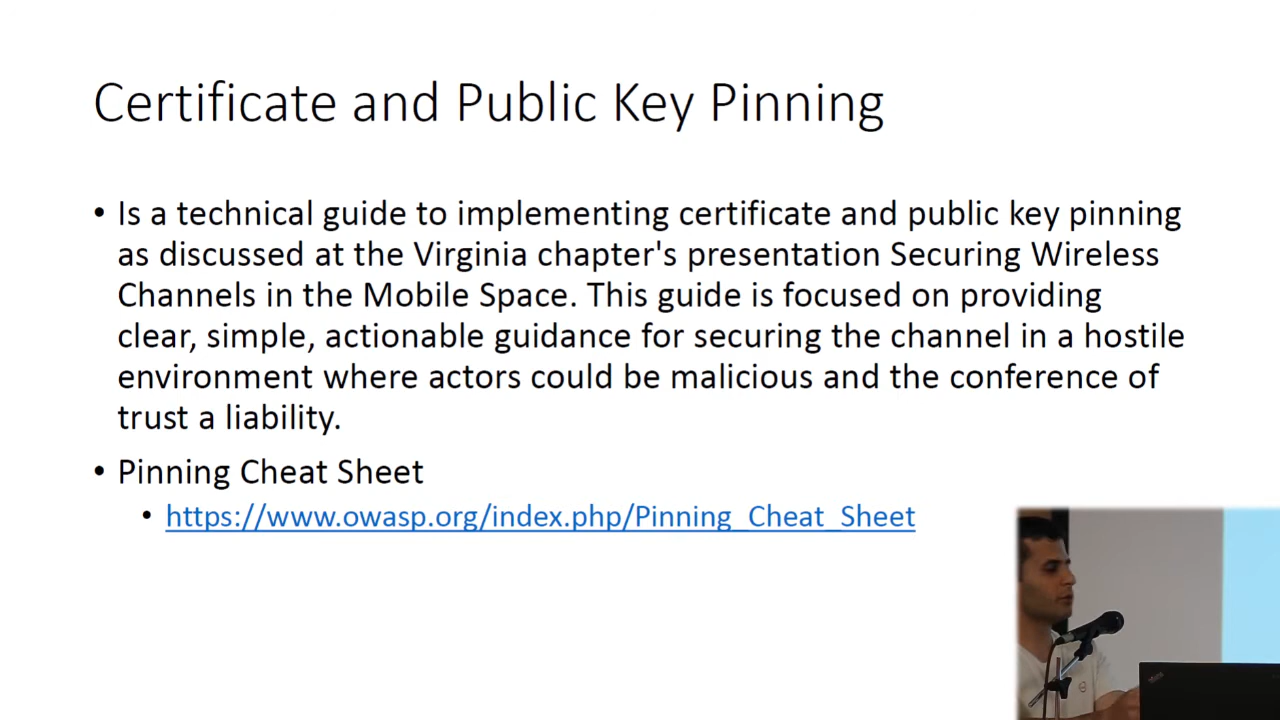 Certificate and Public Key Pinning
• Is a technical guide to implementing certificate and public key pinning
as discussed at the Virginia chapter's presentation Securing Wireless
Channels in the Mobile Space. This guide is focused on providing
clear, simple, actionable guidance for securing the channel in a hostile
environment where actors could be malicious and the conference of
trust a liability.
• Pinning Cheat Sheet
• https://www.owasp.org/index.php/Pinning_Cheat_Sheet